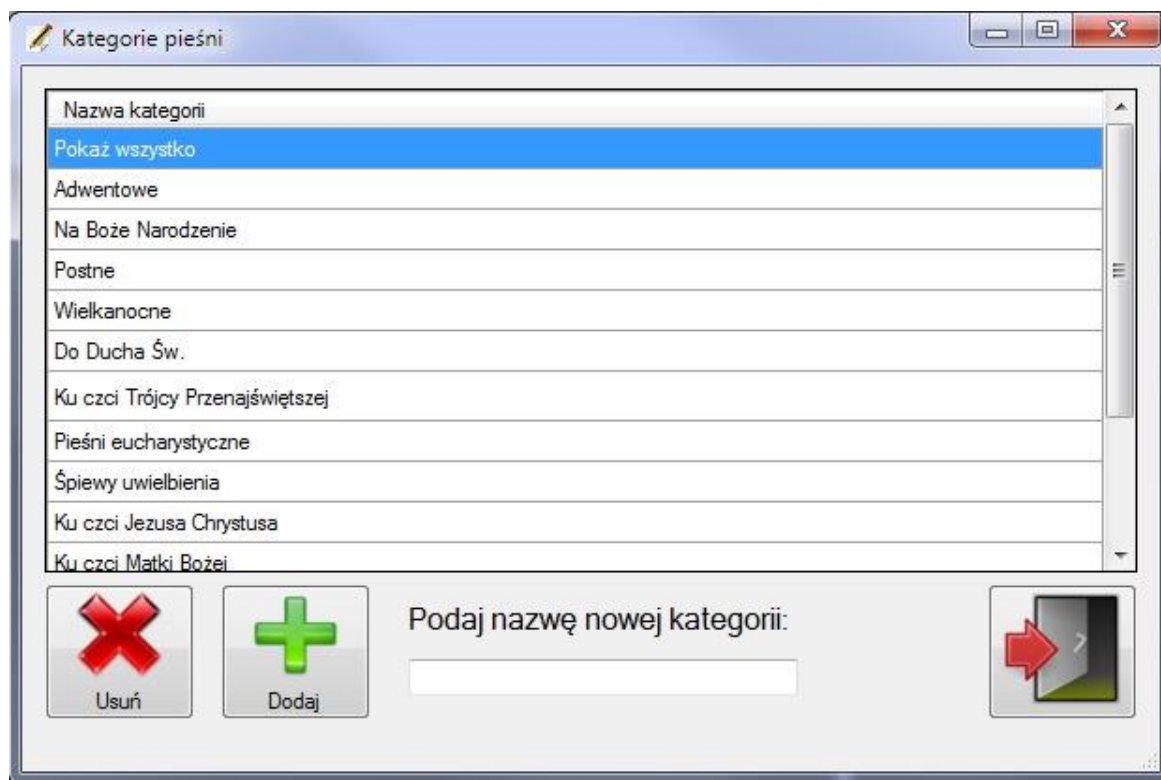 Kategorie pieśni
Nazwa kategorii
Pokaż wszystko
Adwentowe
Na Boże Narodzenie
Postne
Wielkanocne
Do Ducha Św.
Ku czci Trójcy Przenajświętszej
Pieśni eucharystyczne
Śpiewy uwielbienia
Ku czci Jezusa Chrystusa
Ku czci Matki Bożej
Podaj nazwę nowej kategorii:
Usuń
Dodaj